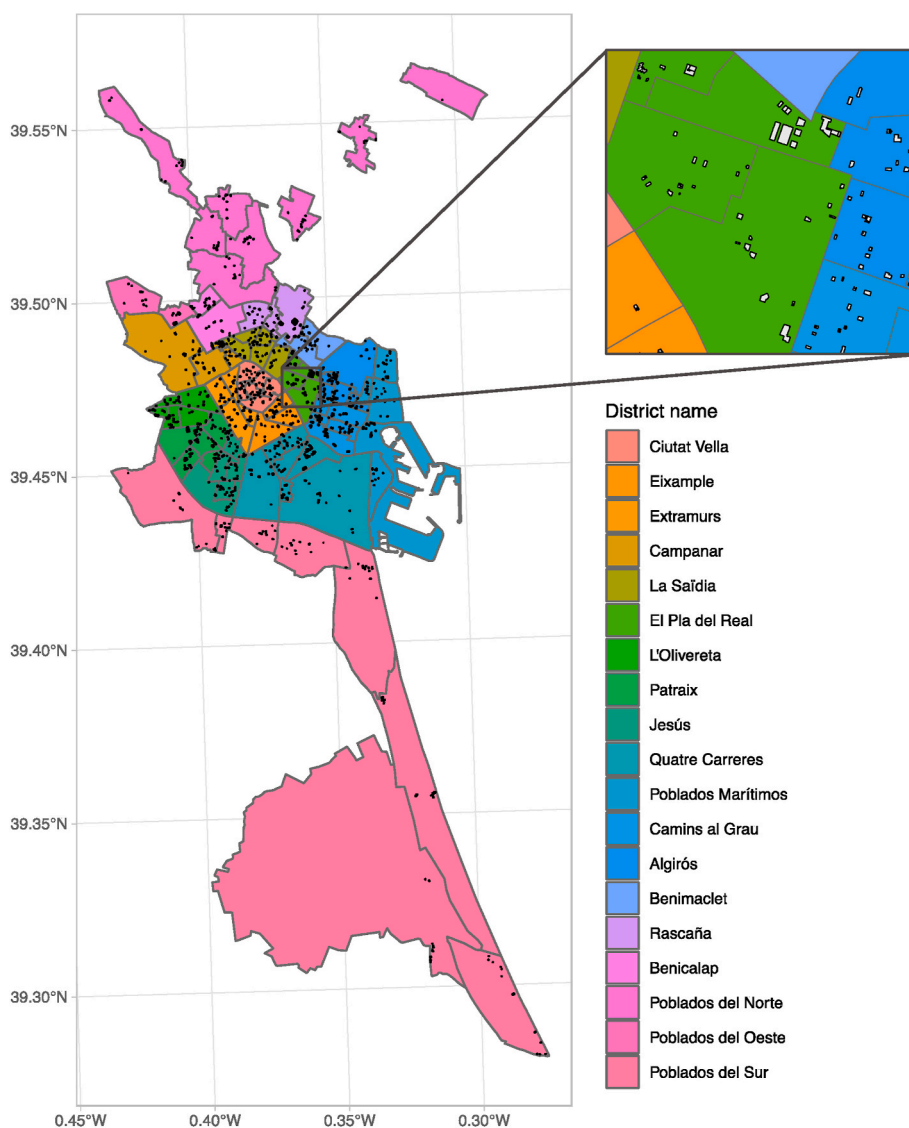 39.55°N
39.50°N
39.45°N
39.40°N
39.35°N
39.30°N
0.45°W
0.40°W
0.35°W
0.30°W
District name
Ciutat Vella
Eixample
Extramurs
Campanar
La Saïdia
El Pla del Real
L'Olivereta
Patraix
Jesús
Quatre Carreres
Poblados Marítimos
Camins al Grau
Algirós
Benimaclet
Rascaña
Benicalap
Poblados del Norte
Poblados del Oeste
Poblados del Sur